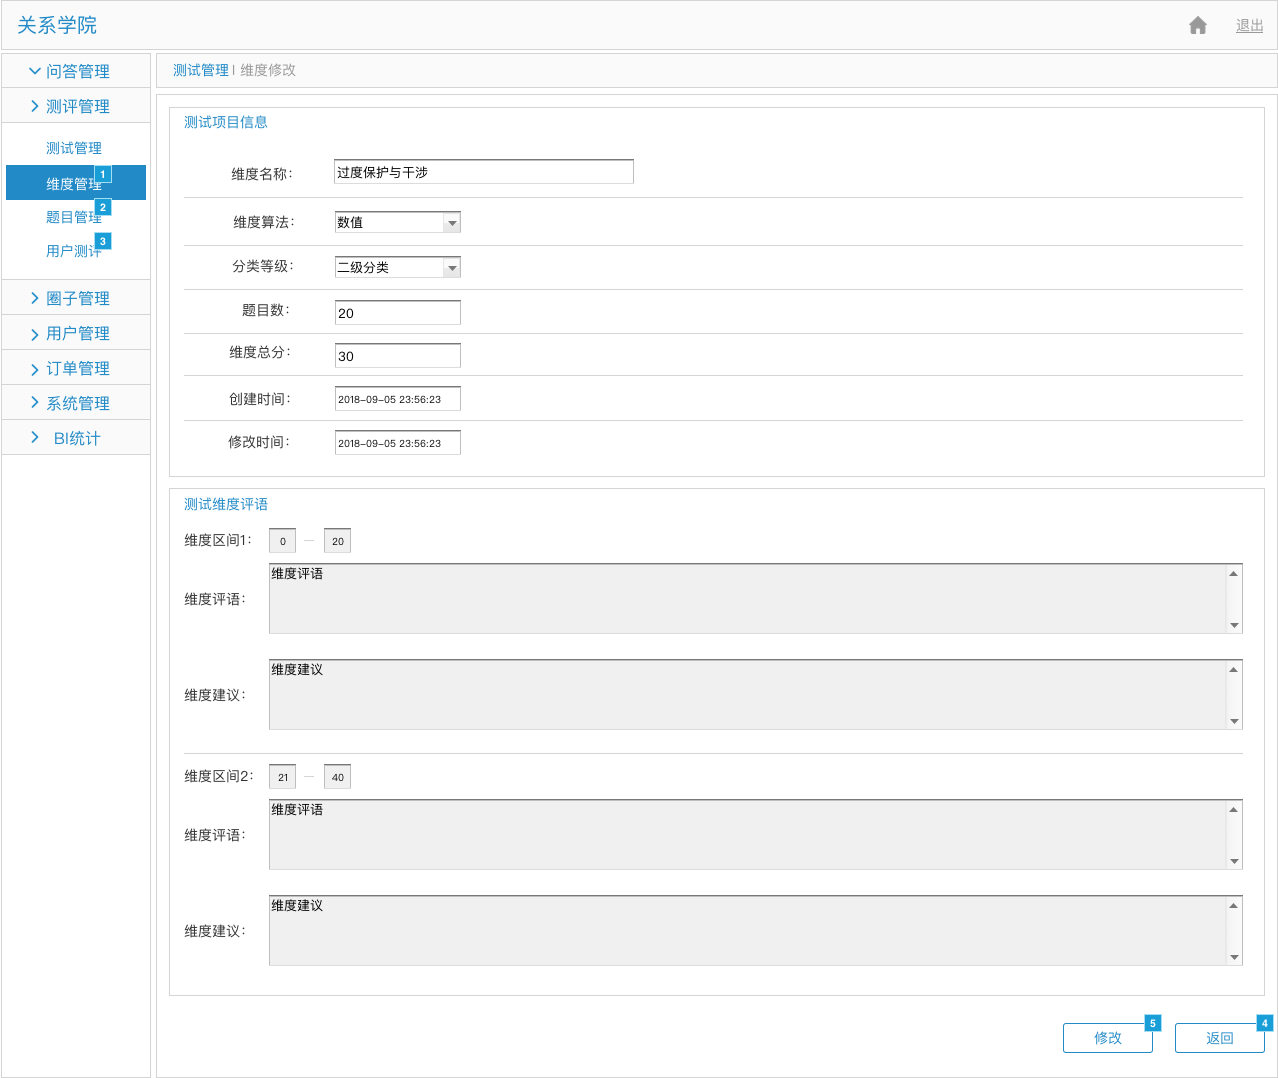 关系学院
退出
问答管理
测评管理
测试管理
维度管理
1
题目管理
2
用户测评
3
圈子管理
用户管理
订单管理
系统管理
BI统计
测试管理 | 维度修改
测试项目信息
维度名称： 过度保护与干涉
维度算法： 数值
分类等级： 二级分类
题目数： 20
维度总分： 30
创建时间： 2018-09-05 23:56:23
修改时间： 2018-09-05 23:56:23
测试维度评语
维度区间1： 0 — 20
维度评语： 维度评语
维度建议： 维度建议
维度区间2： 21 — 40
维度评语： 维度评语
维度建议： 维度建议
修改 5
返回 4